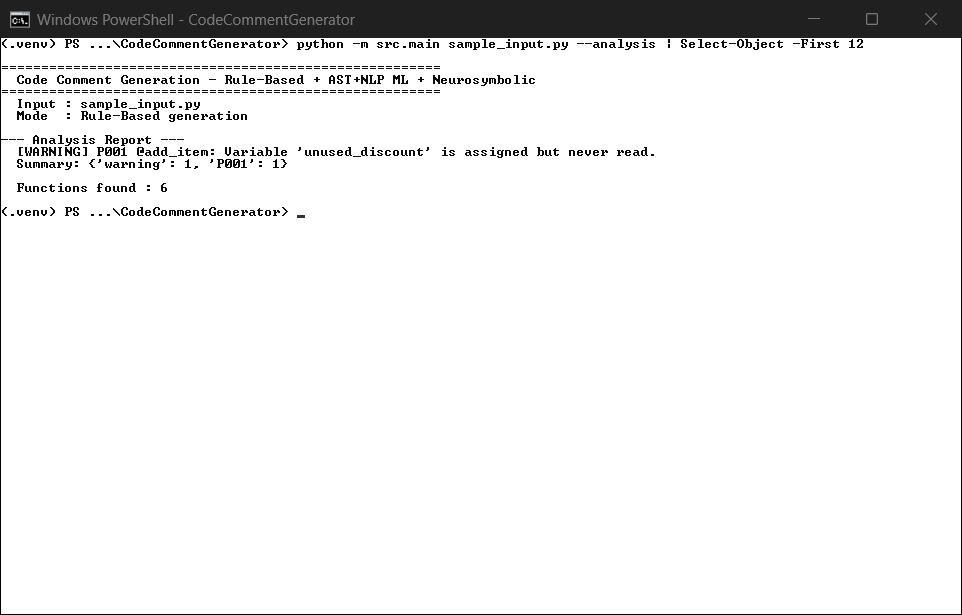 Windows PowerShell - CodeCommentGenerator
(.venv) PS ...\CodeCommentGenerator> python -m src.main sample_input.py --analysis | Select-Object -First 12
=======================================================
Code Comment Generation - Rule-Based + AST+NLP ML + Neurosymbolic
=======================================================
Input : sample_input.py
Mode  : Rule-Based generation
--- Analysis Report ---
[WARNING] P001 @add_item: Variable 'unused_discount' is assigned but never read.
Summary: {'warning': 1, 'P001': 1}
Functions found : 6
(.venv) PS ...\CodeCommentGenerator> _